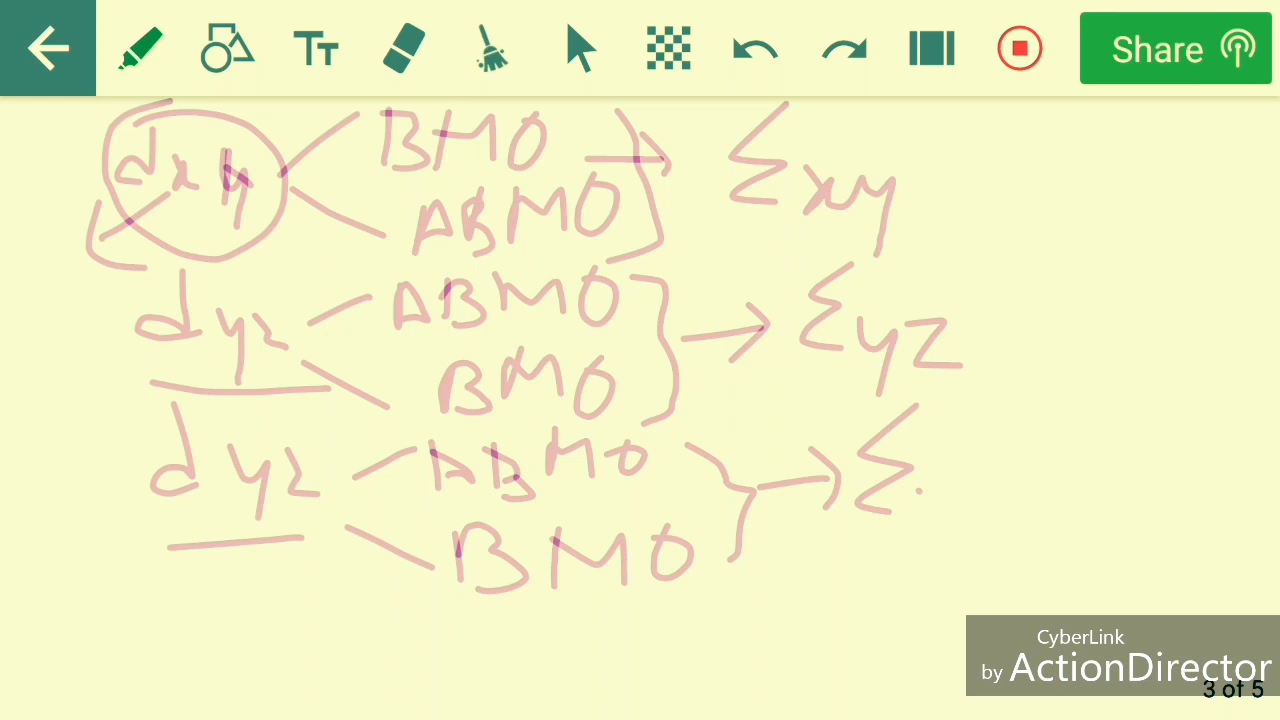 Share
dxy BMO → Σxy
ABMO
dyz ABMO → Σyz
BMO
dyz ABMO → Σ
BMO
CyberLink
by ActionDirector
3 of 5